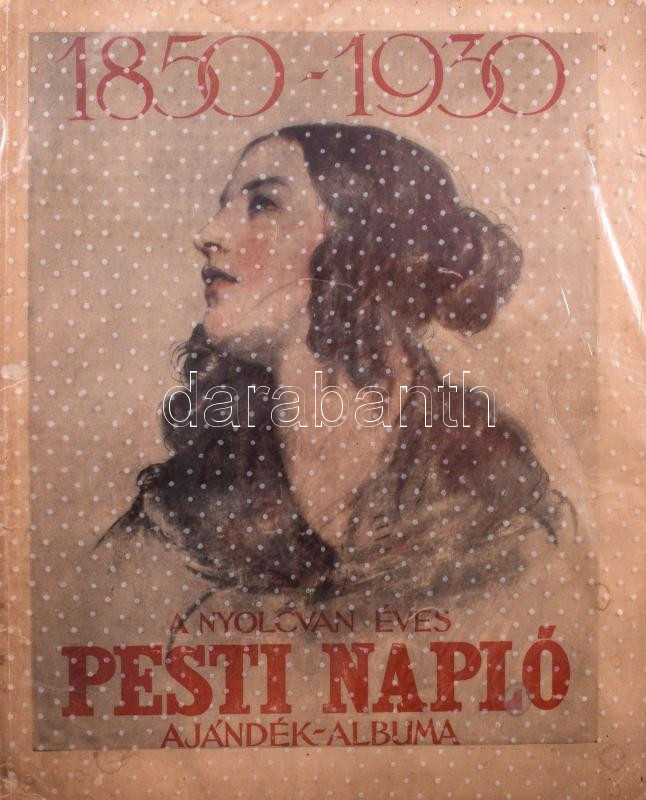 1850-1930
darabanth
A NYOLCVAN ÉVES
PESTI NAPLÓ
AJÁNDÉK-ALBUMA